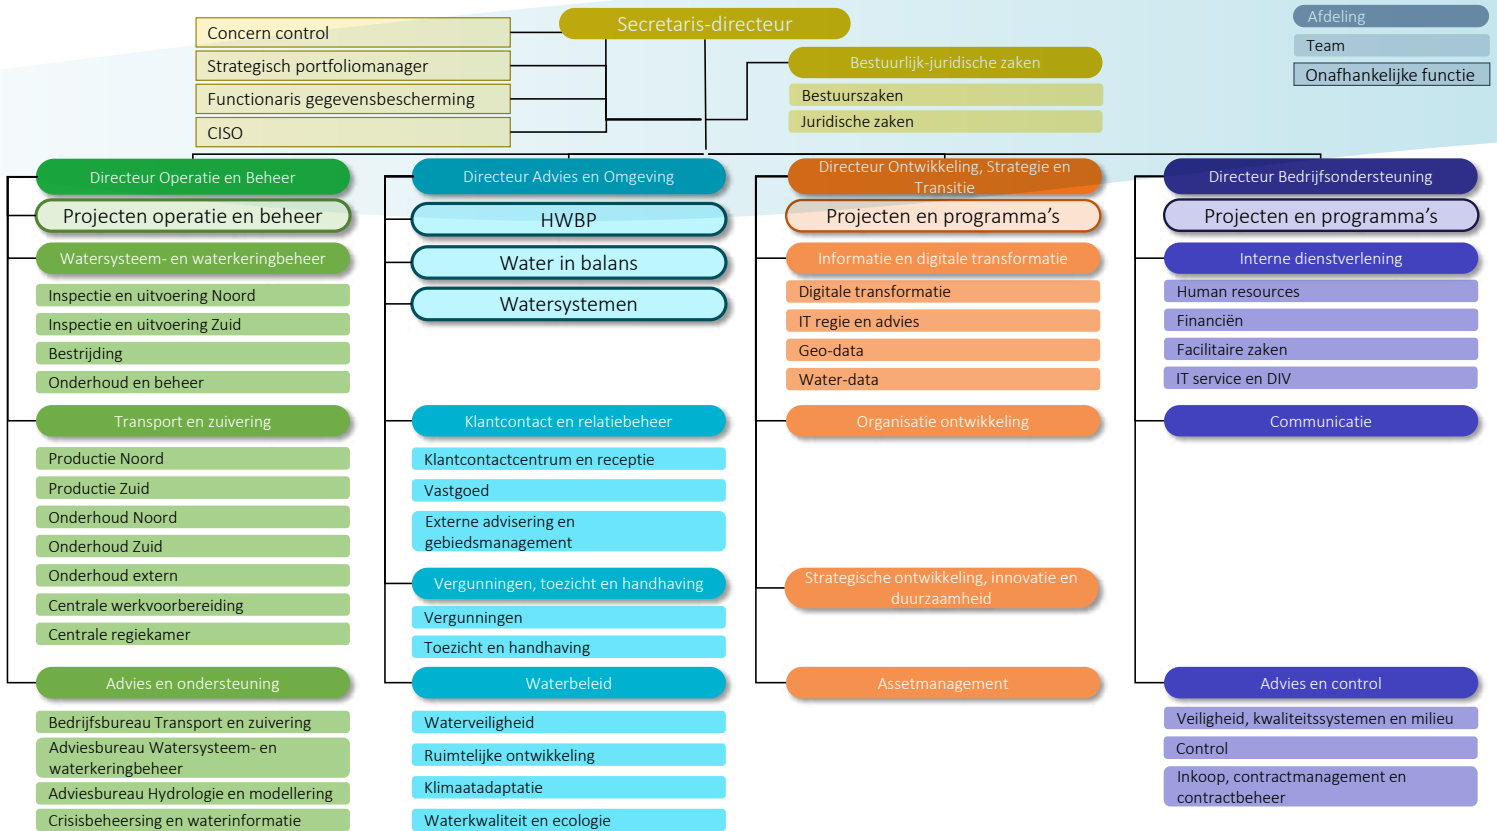 Secretaris-directeur
Concern control
Strategisch portfoliomanager
Functionaris gegevensbescherming
CISO
Bestuurlijk-juridische zaken
Bestuurszaken
Juridische zaken
Afdeling
Team
Onafhankelijke functie
Directeur Operatie en Beheer
Projecten operatie en beheer
Watersysteem- en waterkeringbeheer
Inspectie en uitvoering Noord
Inspectie en uitvoering Zuid
Bestrijding
Onderhoud en beheer
Transport en zuivering
Productie Noord
Productie Zuid
Onderhoud Noord
Onderhoud Zuid
Onderhoud extern
Centrale werkvoorbereiding
Centrale regiekamer
Advies en ondersteuning
Bedrijfsbureau Transport en zuivering
Adviesbureau Watersysteem- en
waterkeringbeheer
Adviesbureau Hydrologie en modellering
Crisisbeheersing en waterinformatie
Directeur Advies en Omgeving
HWBP
Water in balans
Watersystemen
Klantcontact en relatiebeheer
Klantcontactcentrum en receptie
Vastgoed
Externe advisering en
gebiedsmanagement
Vergunningen, toezicht en handhaving
Vergunningen
Toezicht en handhaving
Waterbeleid
Waterveiligheid
Ruimtelijke ontwikkeling
Klimaatadaptatie
Waterkwaliteit en ecologie
Directeur Ontwikkeling, Strategie en
Transitie
Projecten en programma's
Informatie en digitale transformatie
Digitale transformatie
IT regie en advies
Geo-data
Water-data
Organisatie ontwikkeling
Strategische ontwikkeling, innovatie en
duurzaamheid
Assetmanagement
Directeur Bedrijfsondersteuning
Projecten en programma's
Interne dienstverlening
Human resources
Financiën
Facilitaire zaken
IT service en DIV
Communicatie
Advies en control
Veiligheid, kwaliteitssystemen en milieu
Control
Inkoop, contractmanagement en
contractbeheer